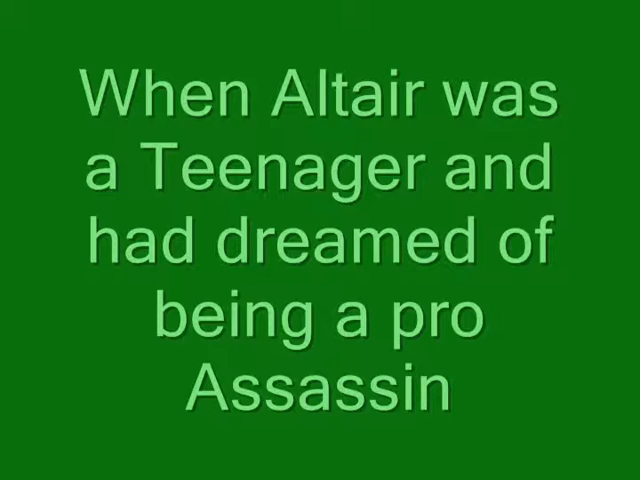 When Altair was
a Teenager and
had dreamed of
being a pro
Assassin